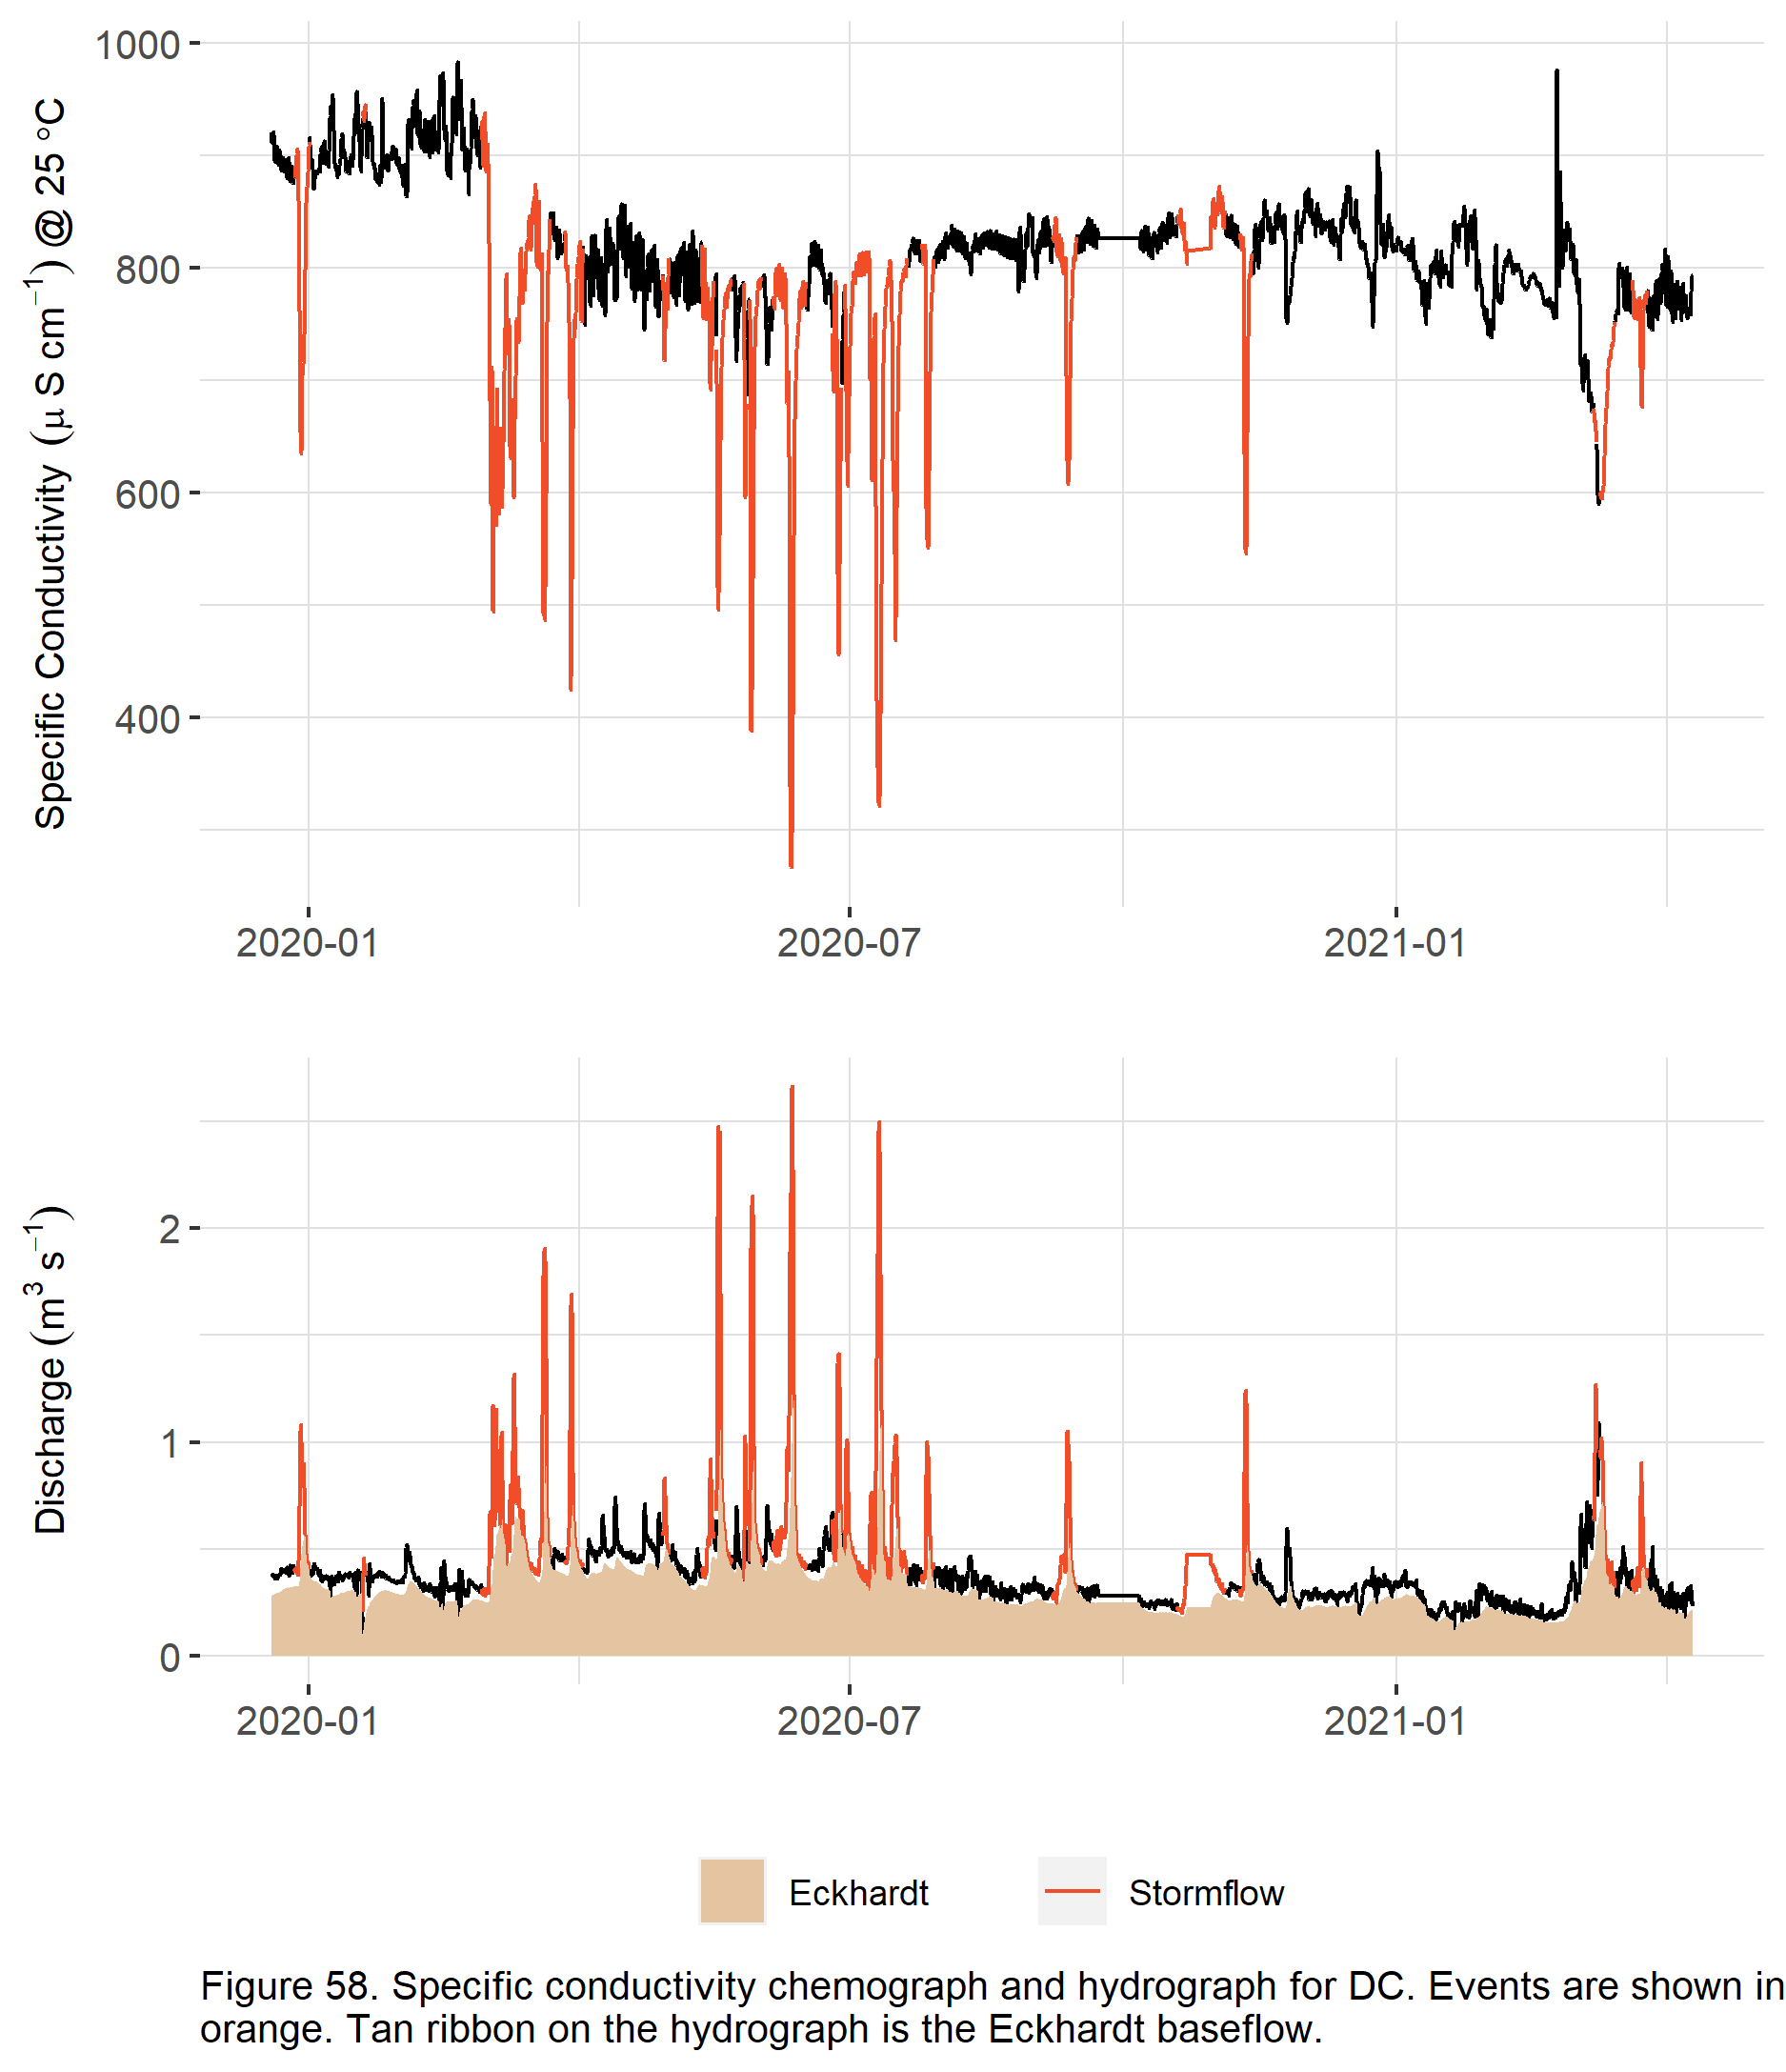 1000
800
600
400
Specific Conductivity (μ S cm⁻¹) @ 25 °C
2020-01 2020-07 2021-01
2
1
0
Discharge (m³ s⁻¹)
2020-01 2020-07 2021-01
Eckhardt Stormflow
Figure 58. Specific conductivity chemograph and hydrograph for DC. Events are shown in
orange. Tan ribbon on the hydrograph is the Eckhardt baseflow.